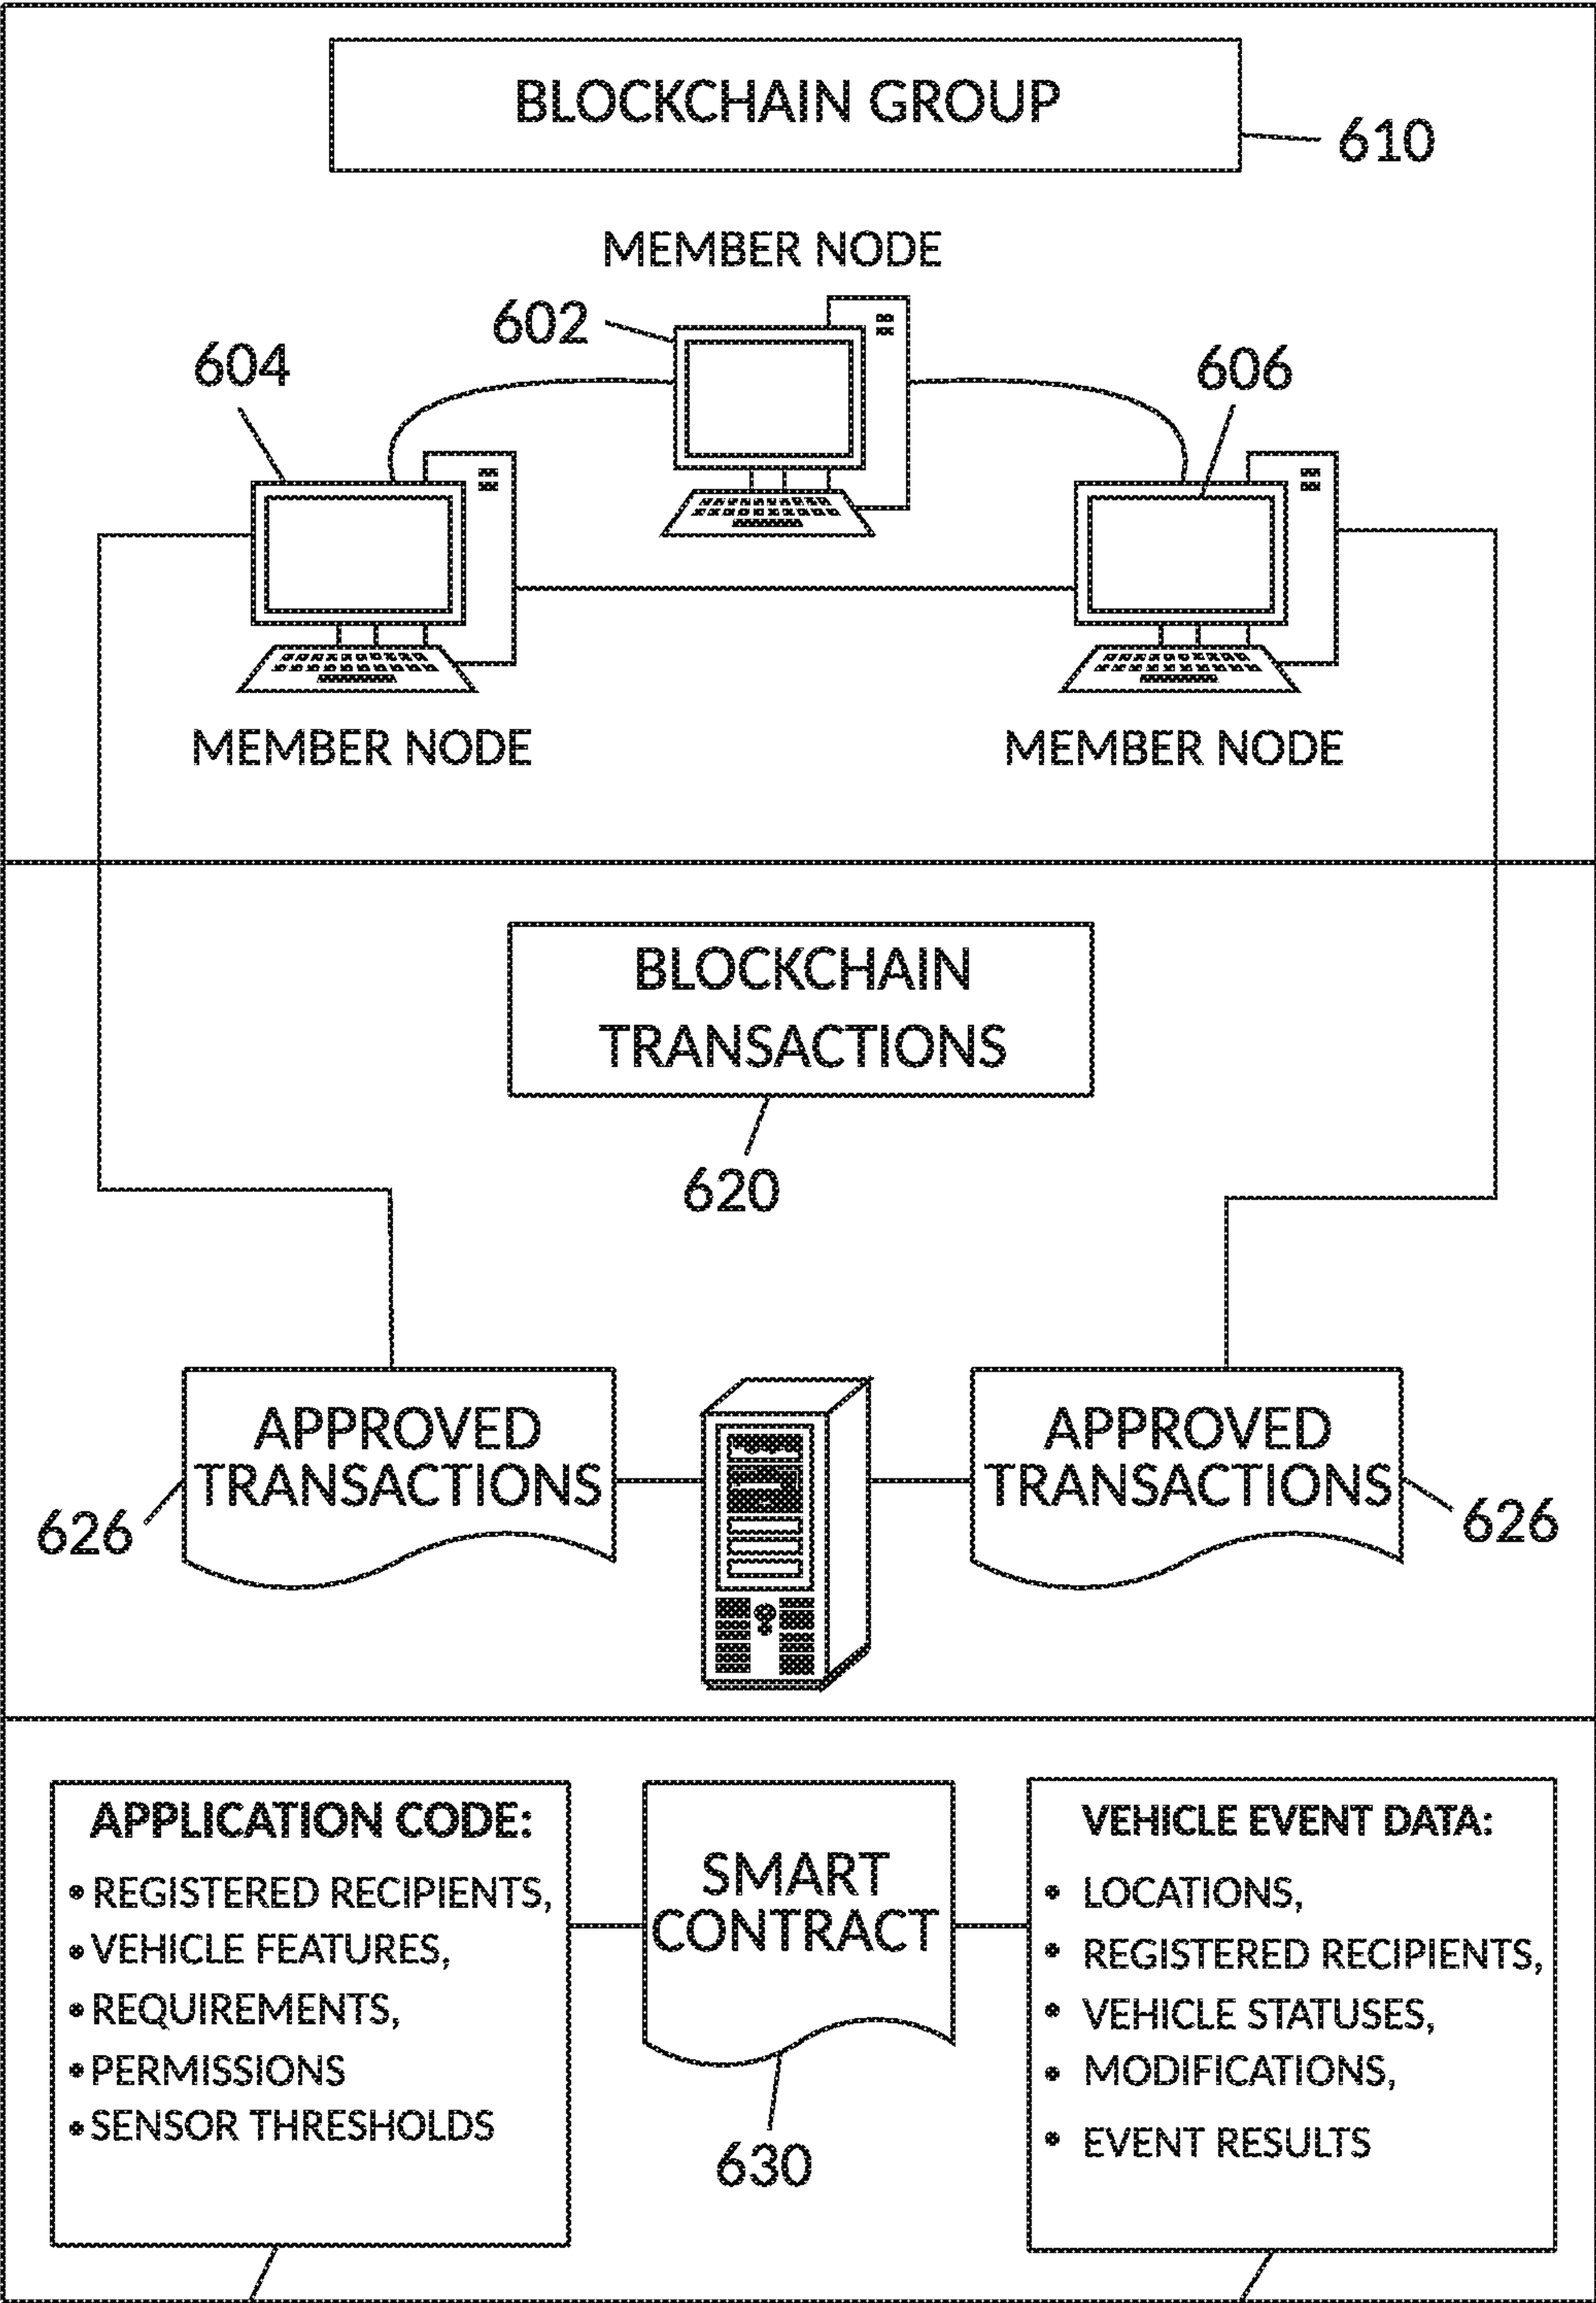 BLOCKCHAIN GROUP
610
MEMBER NODE
602
604
606
MEMBER NODE
MEMBER NODE
BLOCKCHAIN
TRANSACTIONS
620
APPROVED
TRANSACTIONS
626
APPROVED
TRANSACTIONS
626
APPLICATION CODE:
• REGISTERED RECIPIENTS,
• VEHICLE FEATURES,
• REQUIREMENTS,
• PERMISSIONS
• SENSOR THRESHOLDS
SMART
CONTRACT
630
VEHICLE EVENT DATA:
• LOCATIONS,
• REGISTERED RECIPIENTS,
• VEHICLE STATUSES,
• MODIFICATIONS,
• EVENT RESULTS